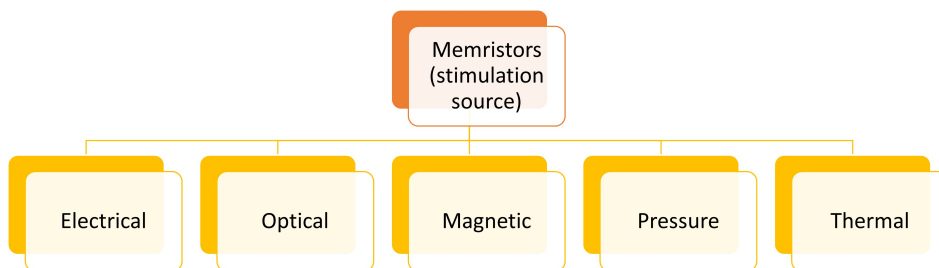 Memristors
(stimulation
source)
Electrical
Optical
Magnetic
Pressure
Thermal